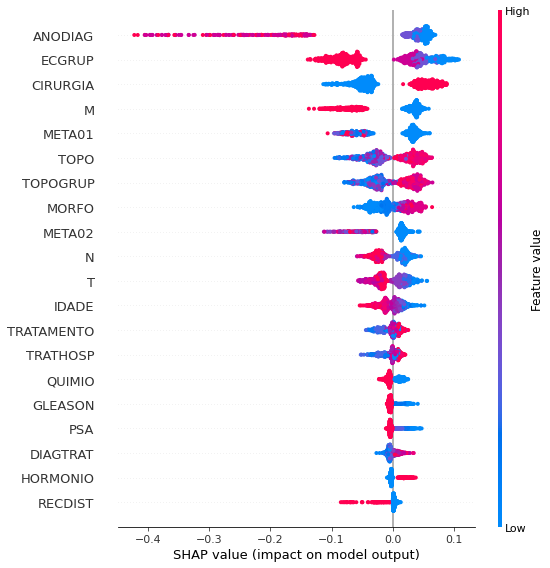 High
ANODIAG
ECGRUP
CIRURGIA
M
META01
TOPO
TOPOGRUP
MORFO
META02
N
T
IDADE
TRATAMENTO
TRATHOSP
QUIMIO
GLEASON
PSA
DIAGTRAT
HORMONIO
RECDIST
Low
Feature value
−0.4 −0.3 −0.2 −0.1 0.0 0.1
SHAP value (impact on model output)